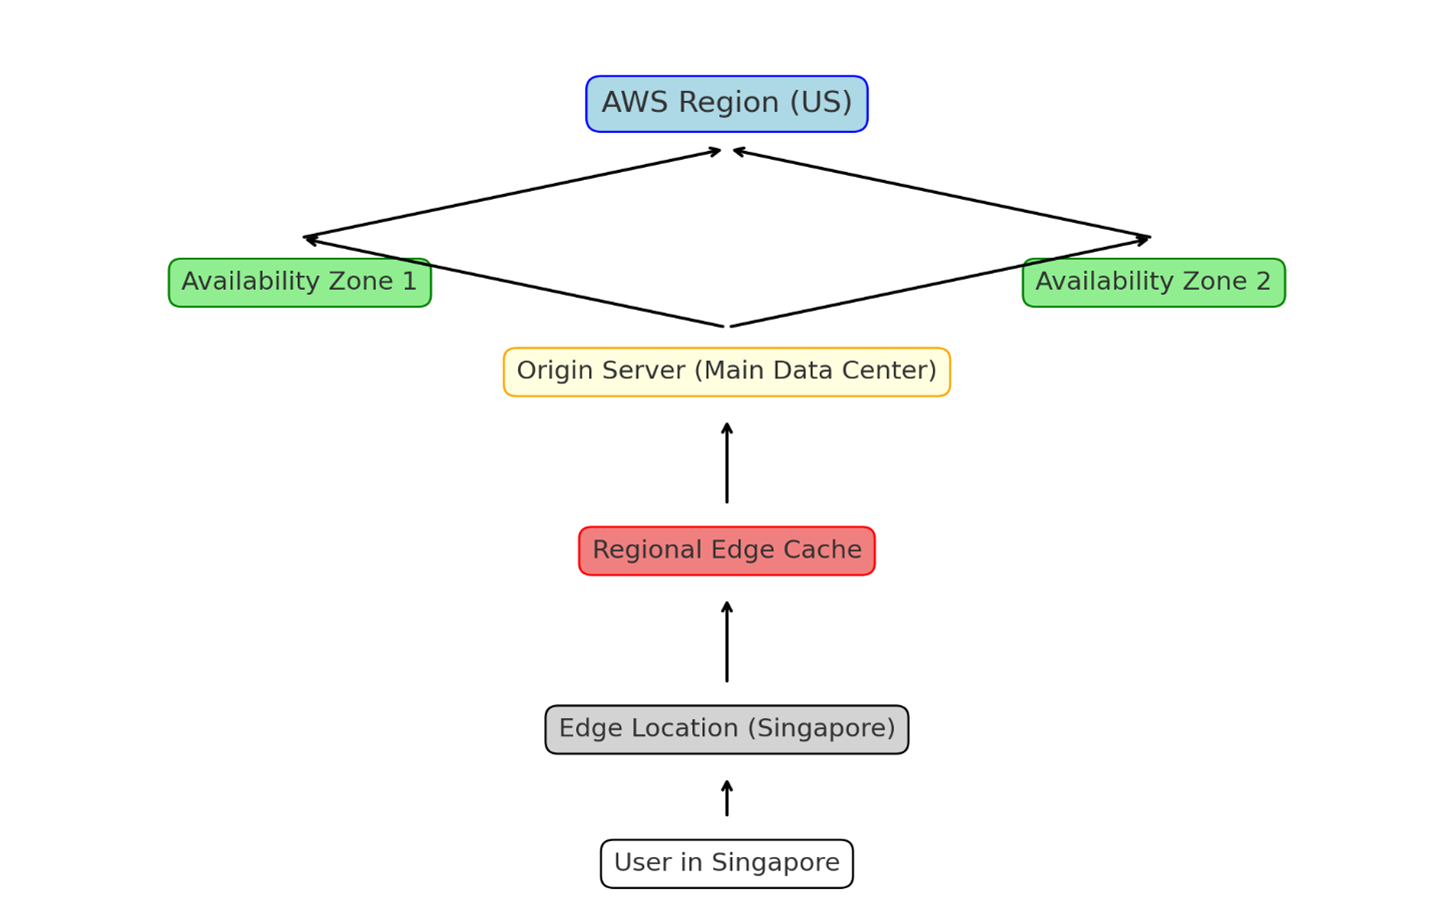 AWS Region (US)
Availability Zone 1
Availability Zone 2
Origin Server (Main Data Center)
Regional Edge Cache
Edge Location (Singapore)
User in Singapore